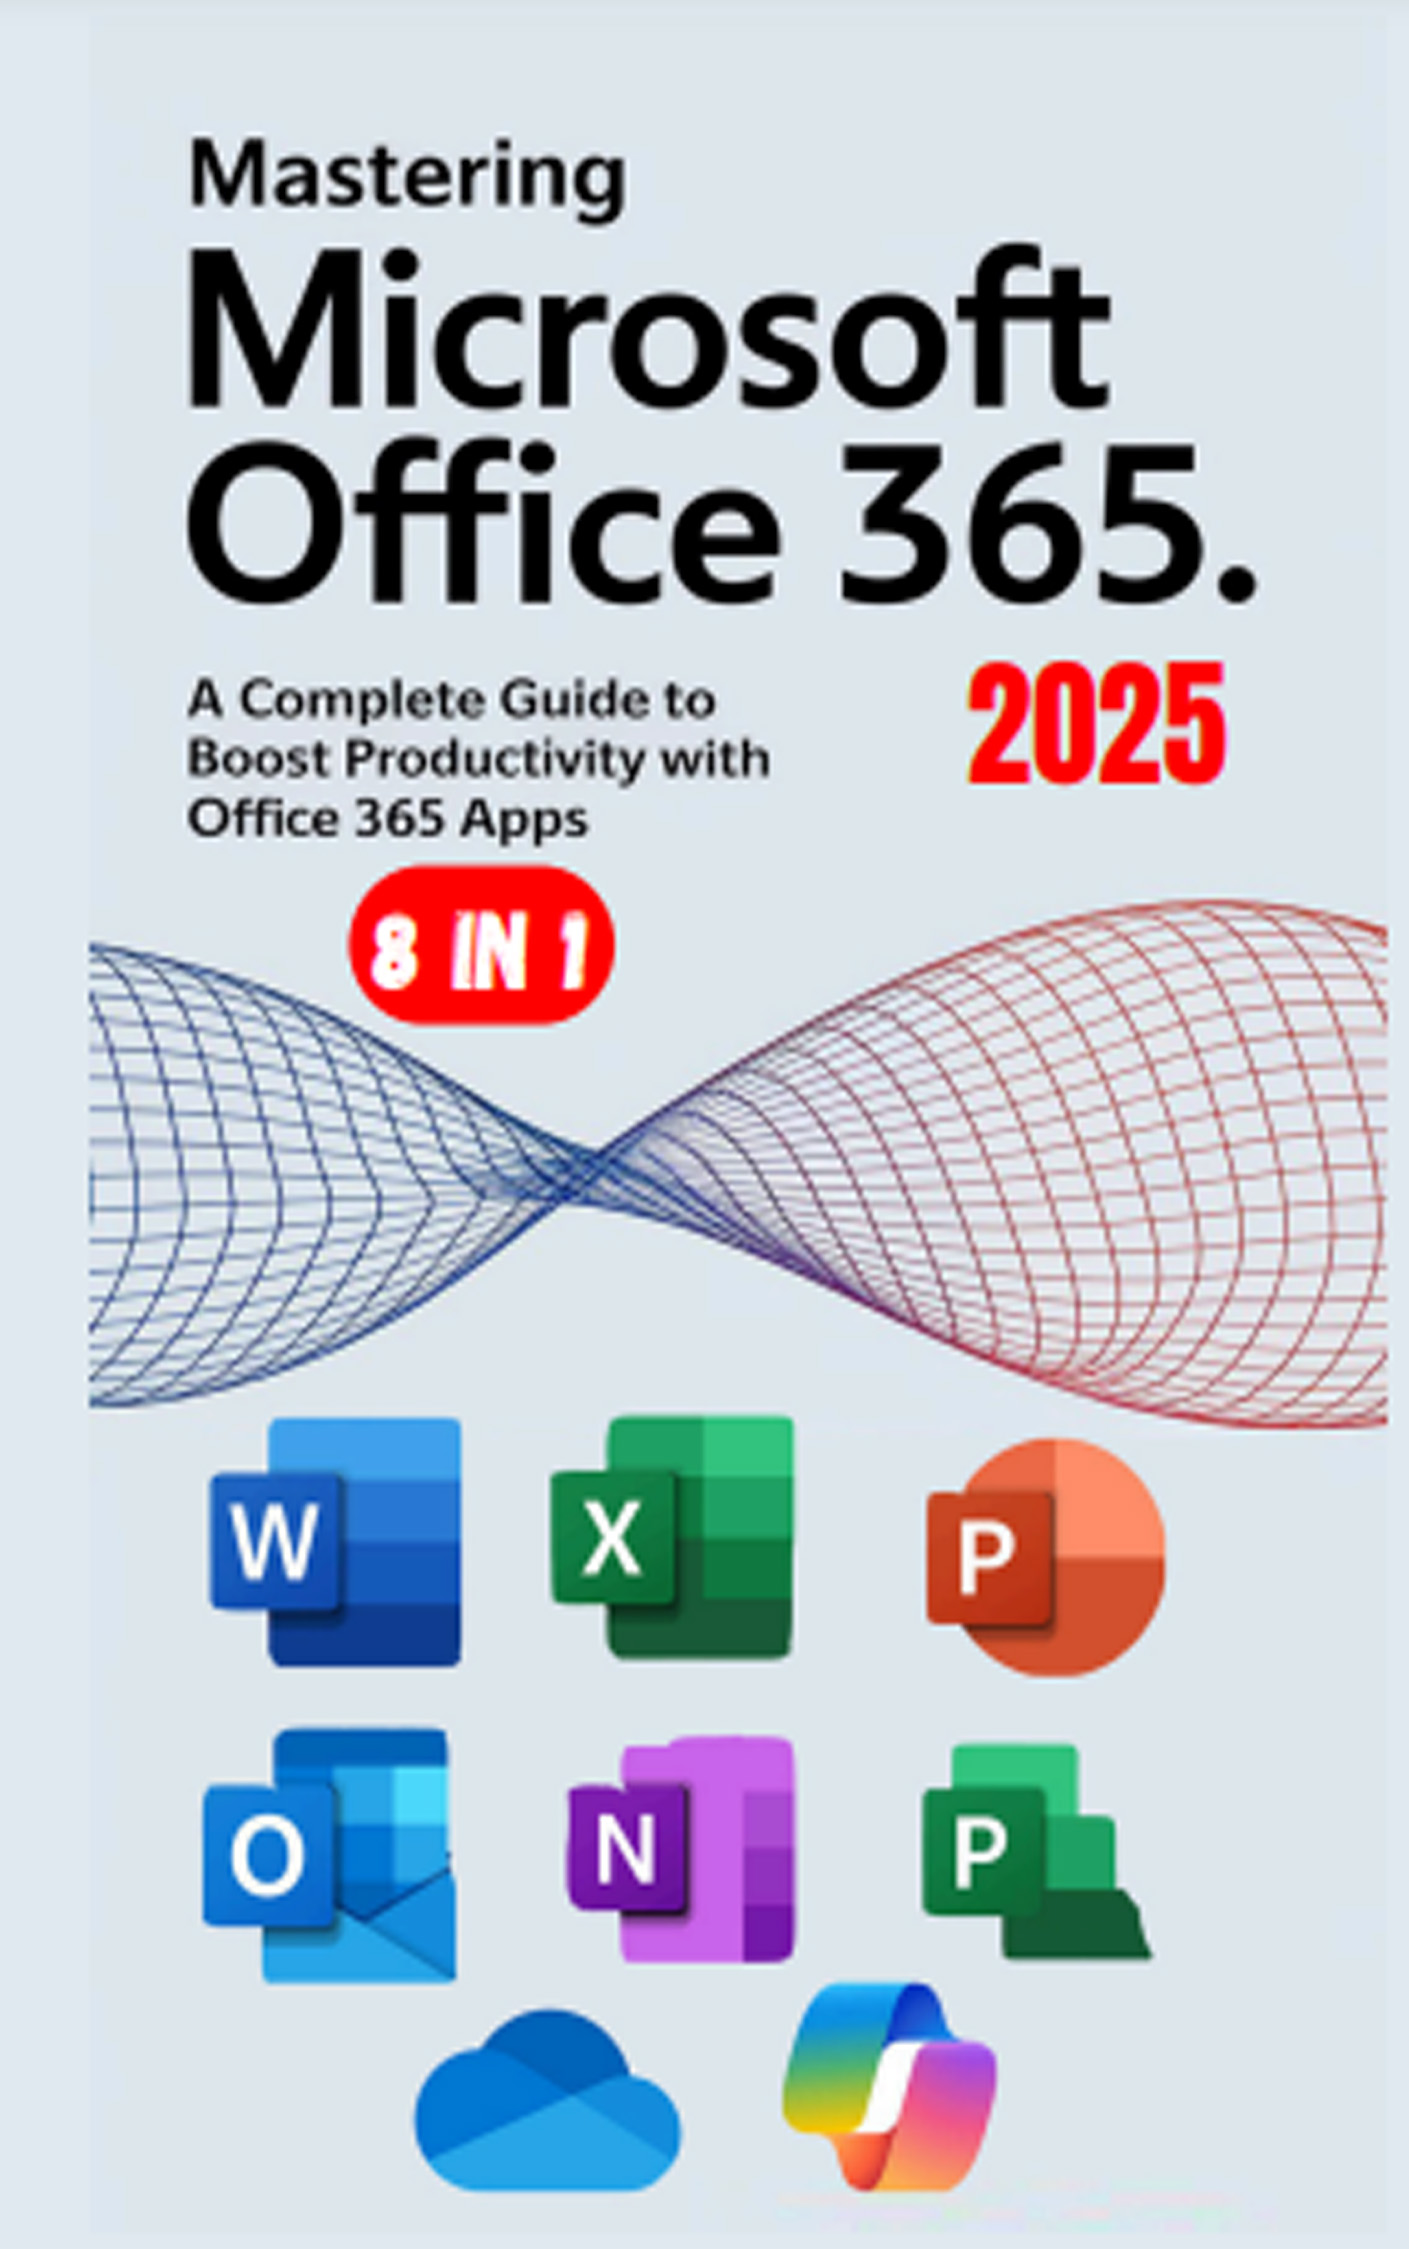 Mastering
Microsoft
Office 365.
A Complete Guide to
Boost Productivity with
Office 365 Apps
2025
8 IN 1
W
X
P
O
N
P